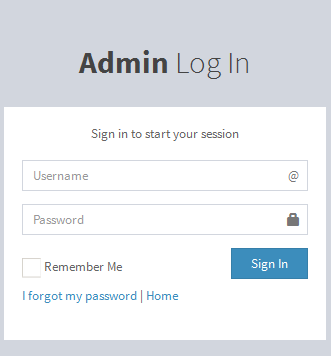 Admin Log In
Sign in to start your session
Username @
Password
Remember Me
Sign In
I forgot my password | Home